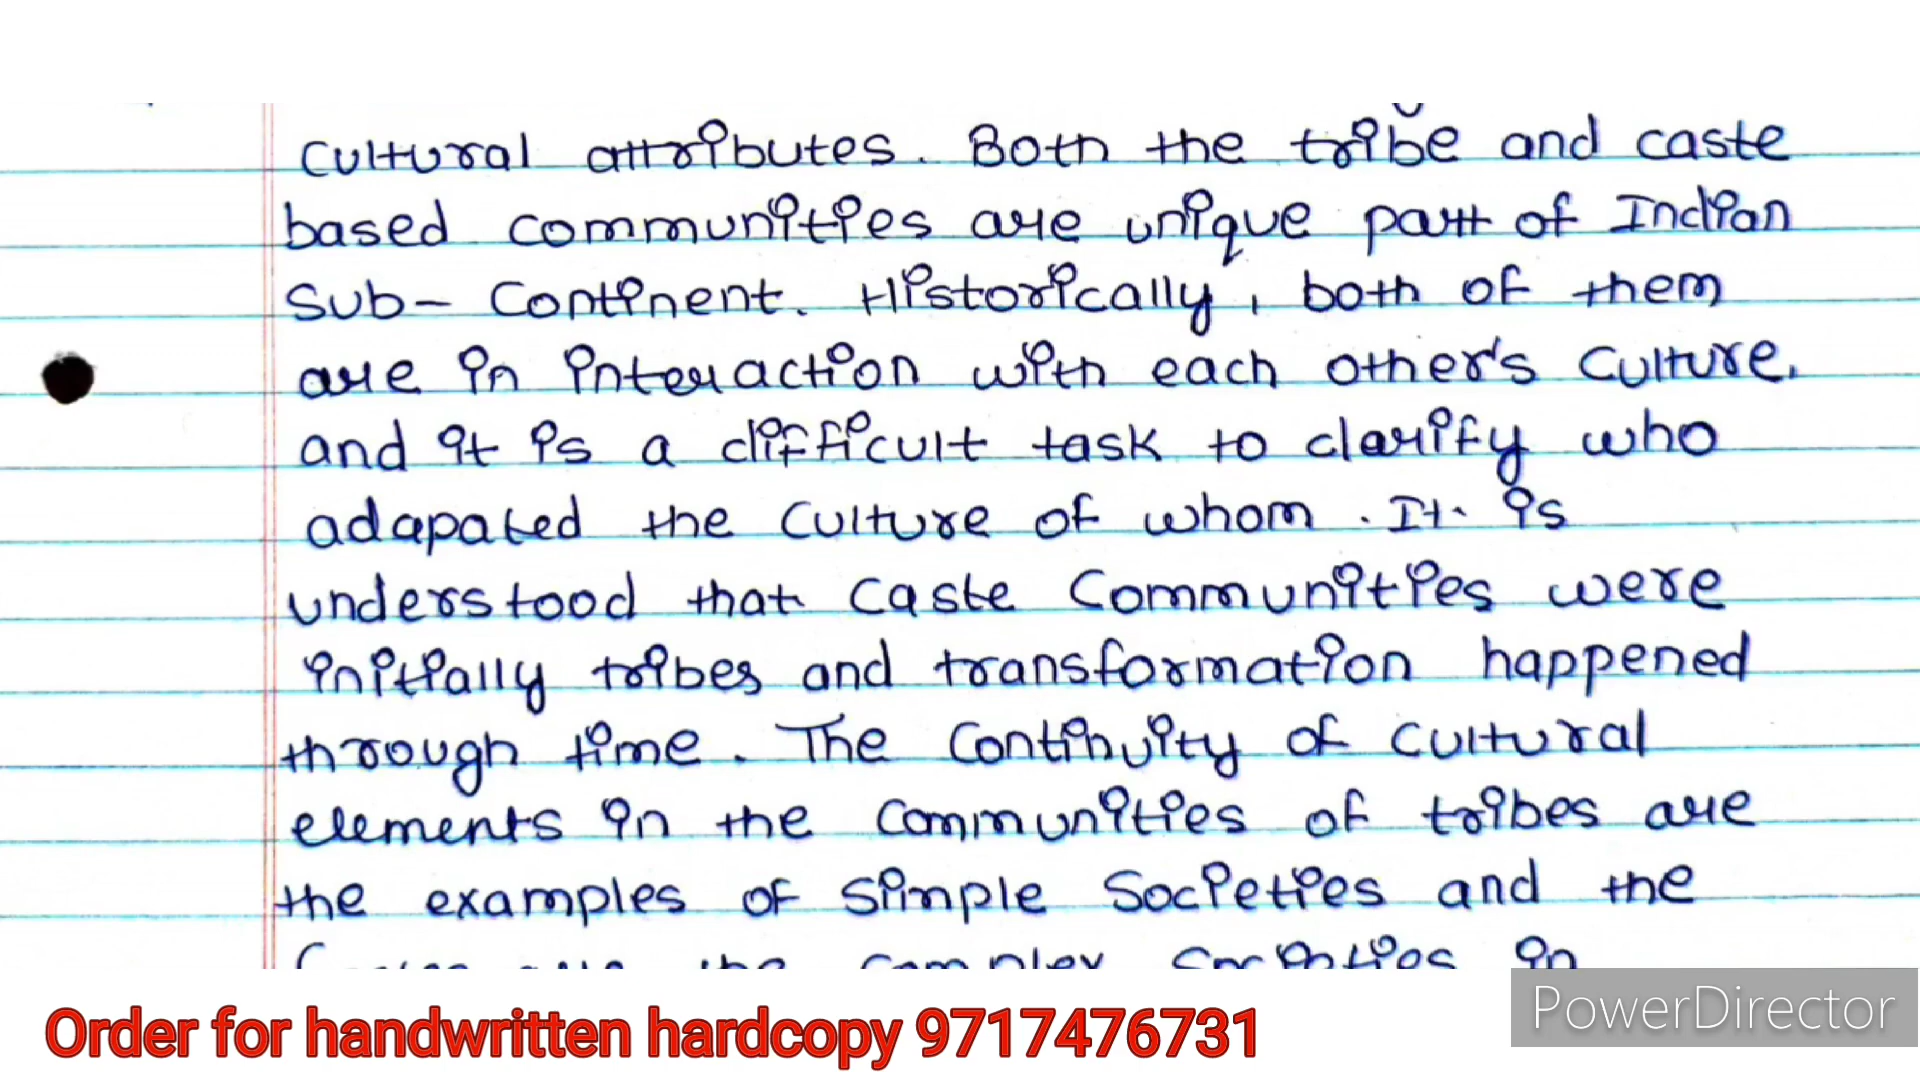 Cultural attributes. Both the tribe and caste
based communities are unique part of Indian
Sub- Continent. Historically, both of them
are in interaction with each other's Culture.
and it is a difficult task to clarify who
adapated the Culture of whom. It is
understood that Caste Communities were
initially tribes and transformation happened
through time. The Continuity of Cultural
elements in the Communities of tribes are
the examples of Simple Societies and the
the complex Societies in
Order for handwritten hardcopy 9717476731
PowerDirector